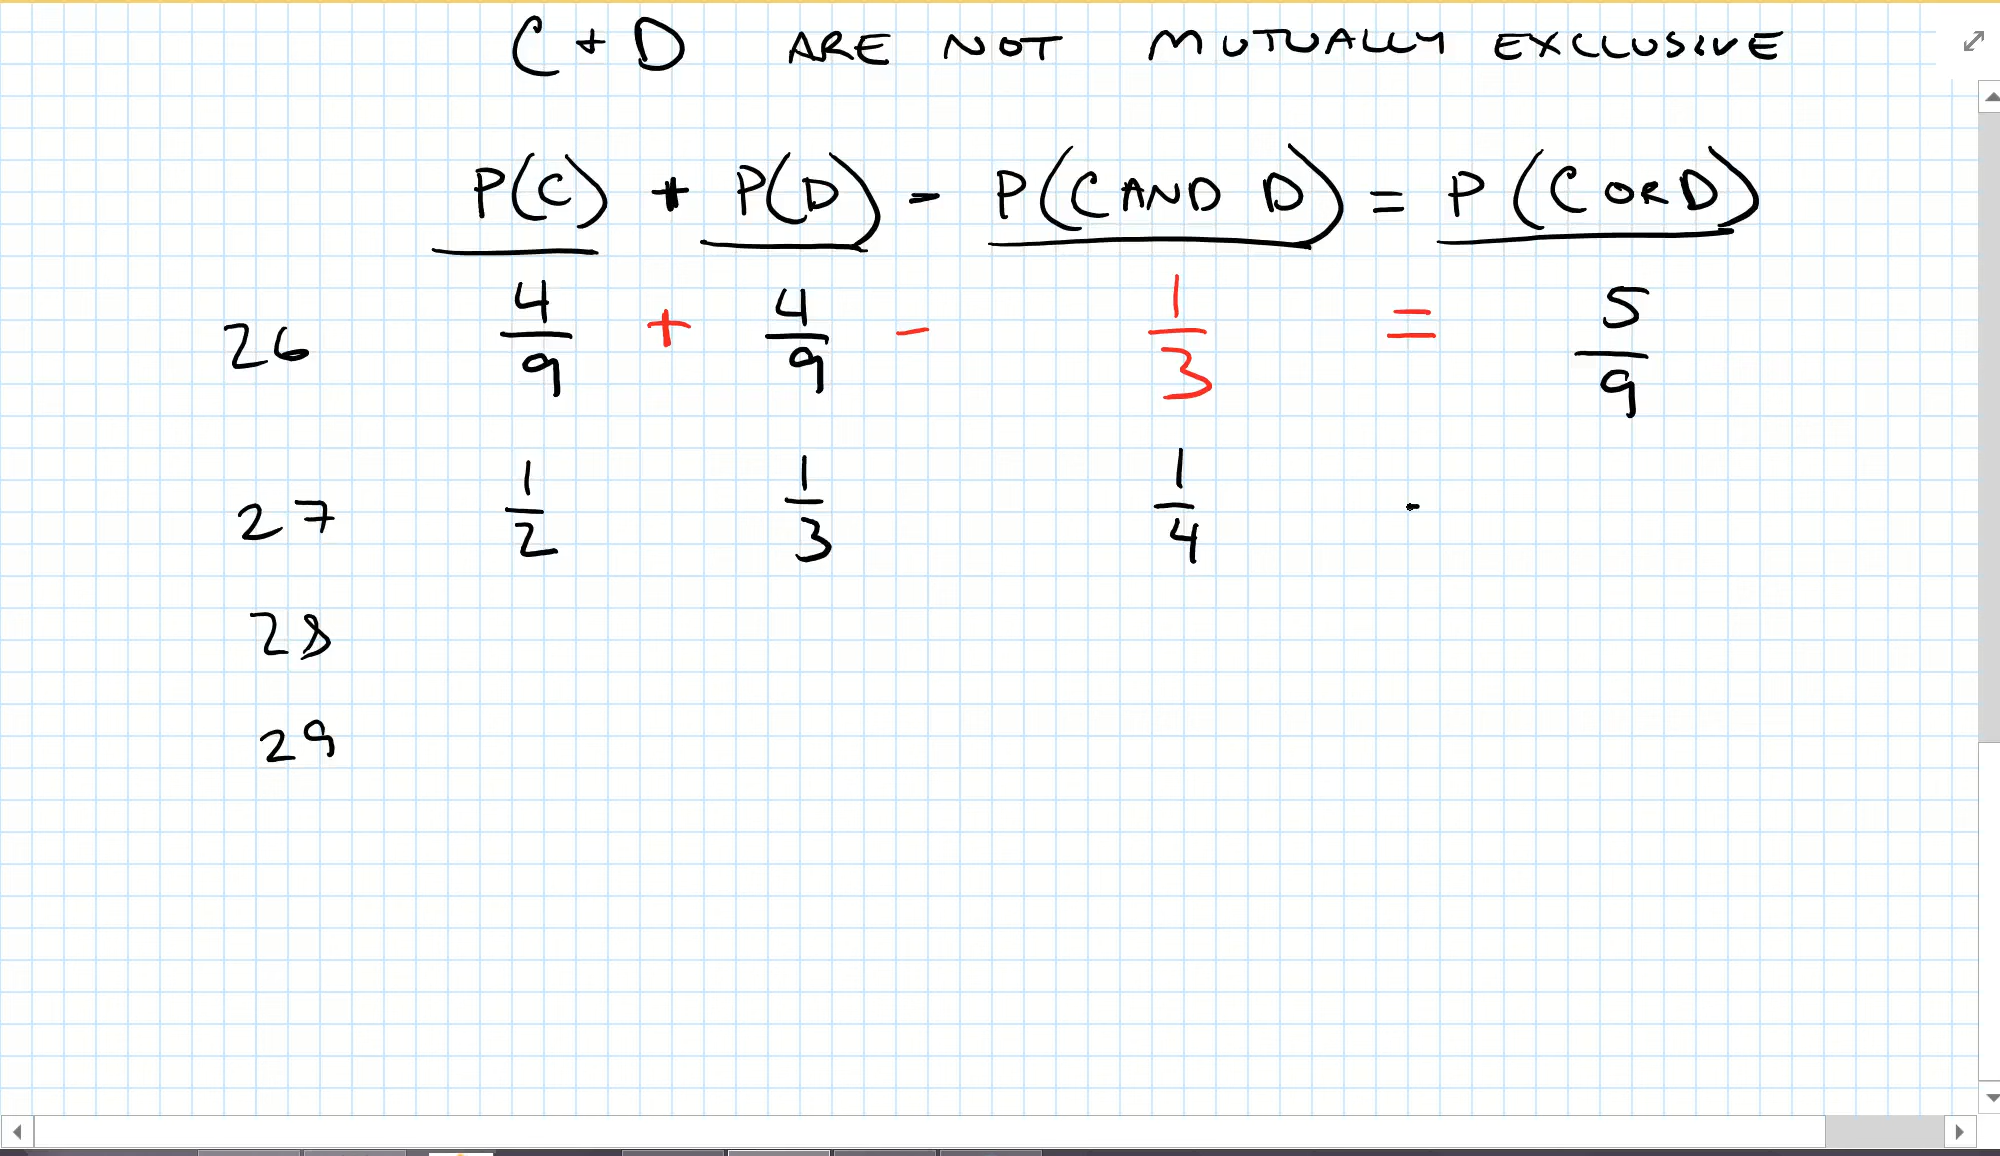 C + D ARE NOT MUTUALLY EXCLUSIVE
P(C) + P(D) - P(C AND D) = P(C OR D)
26 4/9 + 4/9 - 1/3 = 5/9
27 1/2 1/3 1/4
28
29